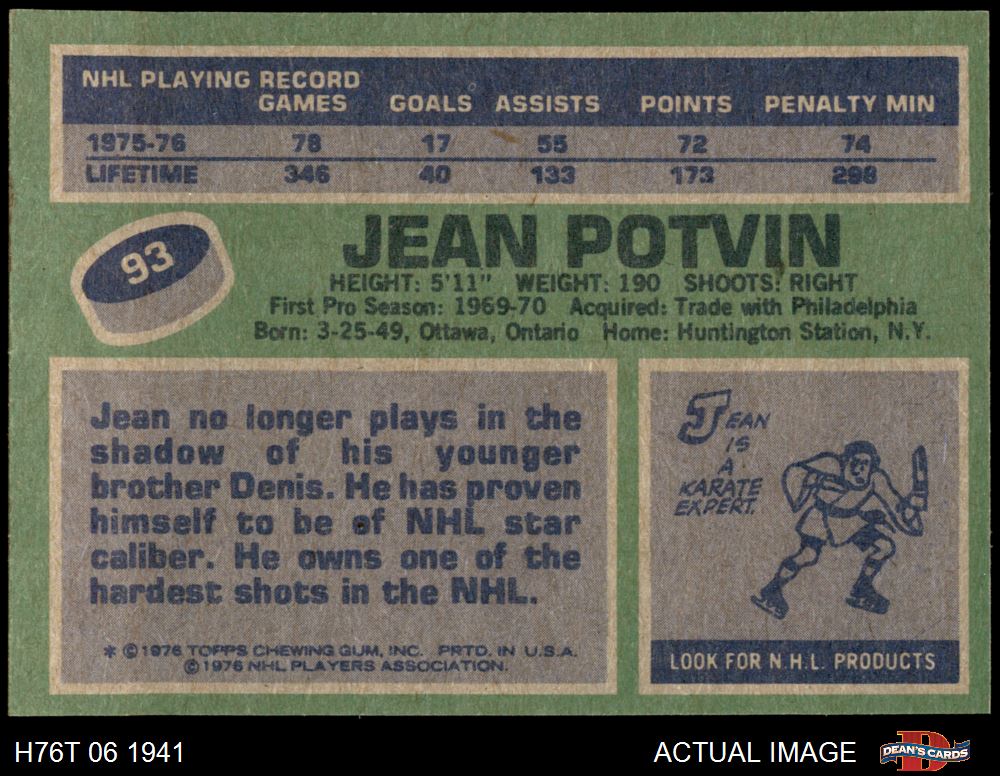 NHL PLAYING RECORD
GAMES GOALS ASSISTS POINTS PENALTY MIN
1975-76 78 17 55 72 74
LIFETIME 346 40 133 173 298
93
JEAN POTVIN
HEIGHT: 5'11" WEIGHT: 190 SHOOTS: RIGHT
First Pro Season: 1969-70 Acquired: Trade with Philadelphia
Born: 3-25-49, Ottawa, Ontario Home: Huntington Station, N.Y.
Jean no longer plays in the
shadow of his younger
brother Denis. He has proven
himself to be of NHL star
caliber. He owns one of the
hardest shots in the NHL.
* © 1976 TOPPS CHEWING GUM, INC. PRTD. IN U.S.A.
© 1976 NHL PLAYERS ASSOCIATION.
JEAN
IS
A
KARATE
EXPERT.
LOOK FOR N.H.L. PRODUCTS
H76T 06 1941
ACTUAL IMAGE
DEAN'S CARDS